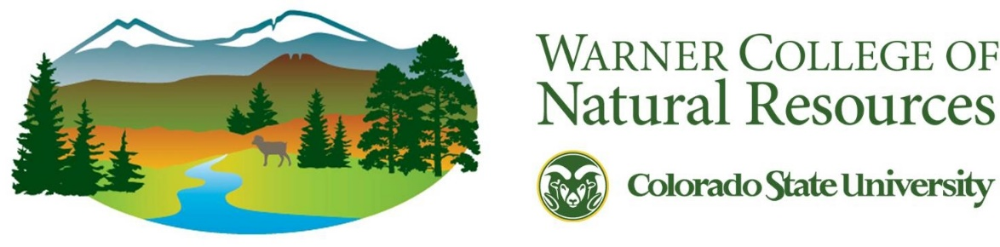 WARNER COLLEGE OF
Natural Resources
Colorado State University